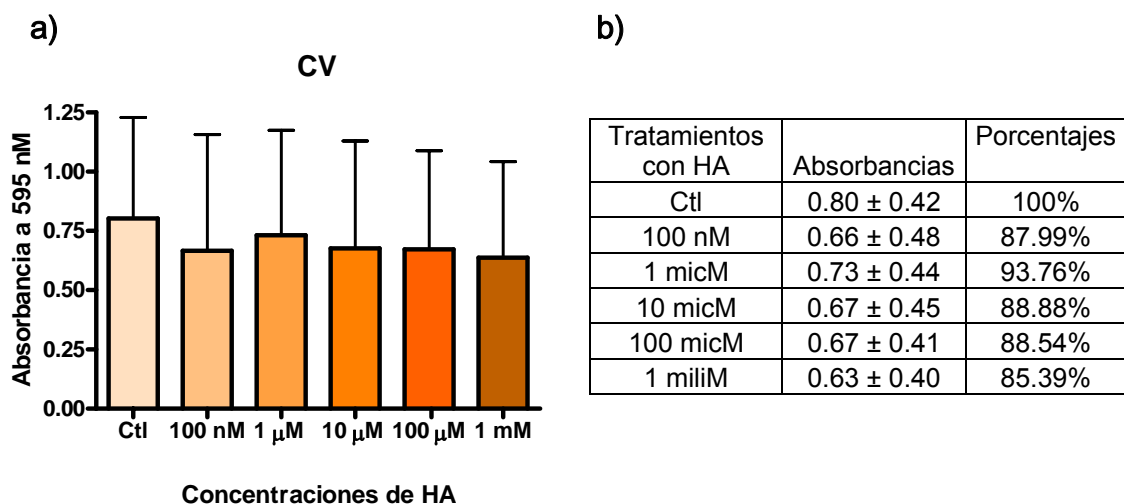 a)
CV
Absorbancia a 595 nM
1.25
1.00
0.75
0.50
0.25
0.00
Ctl 100 nM 1 μM 10 μM 100 μM 1 mM
Concentraciones de HA
b)
Tratamientos con HA Absorbancias Porcentajes
Ctl 0.80 ± 0.42 100%
100 nM 0.66 ± 0.48 87.99%
1 micM 0.73 ± 0.44 93.76%
10 micM 0.67 ± 0.45 88.88%
100 micM 0.67 ± 0.41 88.54%
1 miliM 0.63 ± 0.40 85.39%